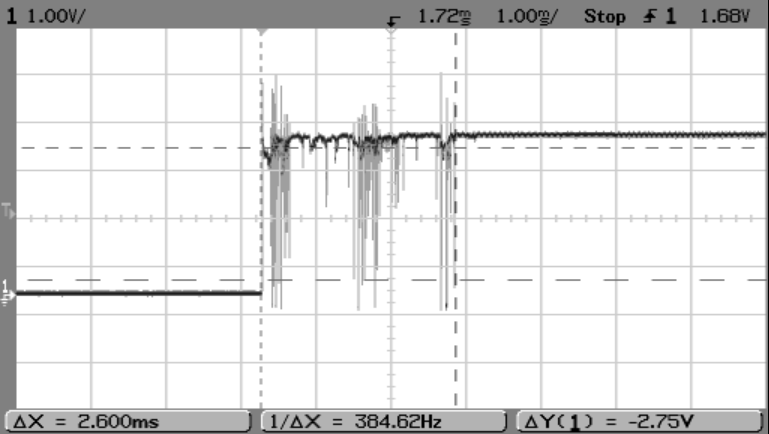 1 1.00V/ 1.72ms 1.00ms/ Stop 1 1.68V
T
1
ΔX = 2.600ms 1/ΔX = 384.62Hz ΔY(1) = -2.75V